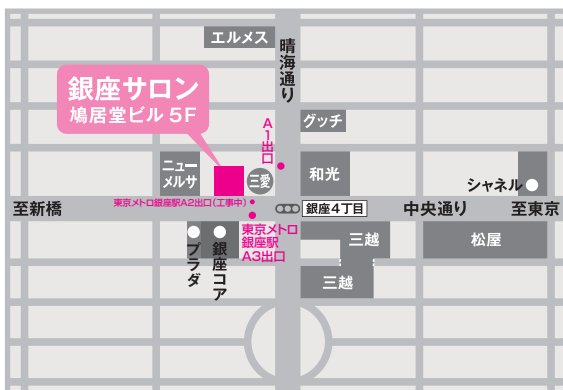 エルメス
晴海通り
銀座サロン
鳩居堂ビル5F
グッチ
A1出口
ニュー
メルサ
三愛
和光
シャネル
東京メトロ銀座駅A2出口(工事中)
至新橋
銀座4丁目
中央通り
至東京
東京メトロ
銀座駅
A3出口
プラダ
銀座コア
三越
松屋
三越